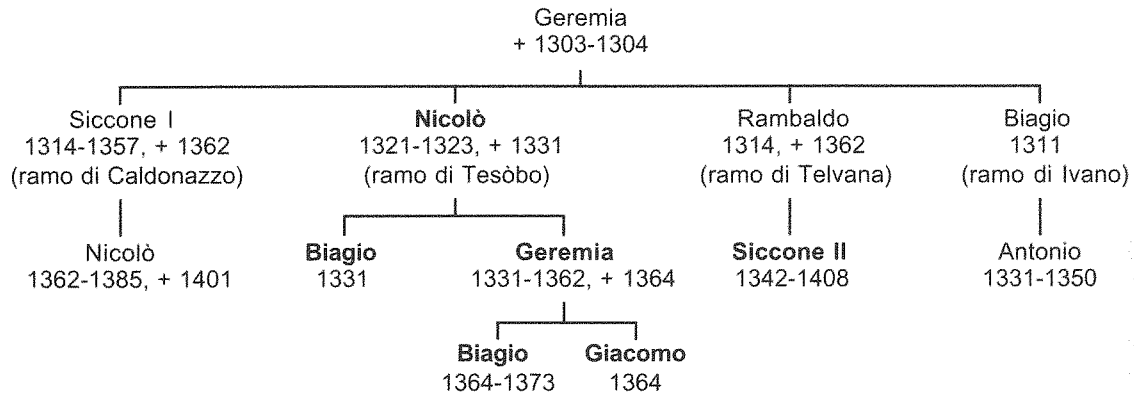 Geremia
+ 1303-1304
Siccone I
1314-1357, + 1362
(ramo di Caldonazzo)
Nicolò
1321-1323, + 1331
(ramo di Tesòbo)
Rambaldo
1314, + 1362
(ramo di Telvana)
Biagio
1311
(ramo di Ivano)
Nicolò
1362-1385, + 1401
Biagio
1331
Geremia
1331-1362, + 1364
Siccone II
1342-1408
Antonio
1331-1350
Biagio
1364-1373
Giacomo
1364